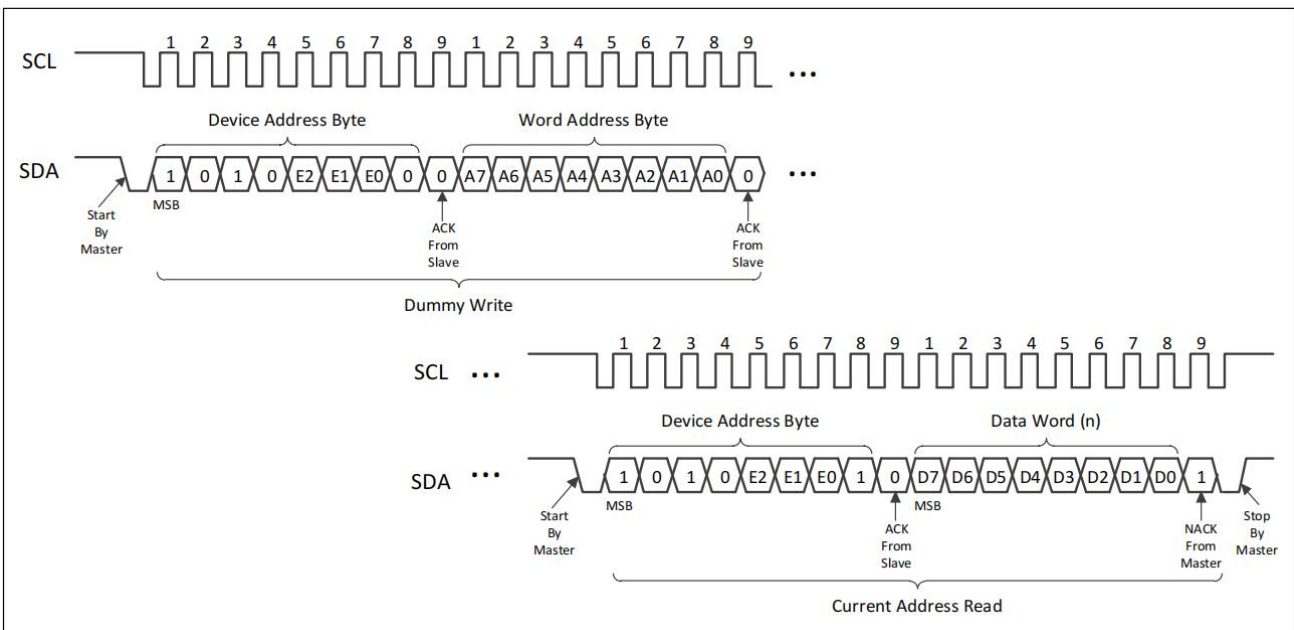 1 2 3 4 5 6 7 8 9 1 2 3 4 5 6 7 8 9
SCL ...
Device Address Byte Word Address Byte
SDA 1 0 1 0 E2 E1 E0 0 0 A7 A6 A5 A4 A3 A2 A1 A0 0 ...
MSB
Start
By
Master
ACK
From
Slave
ACK
From
Slave
Dummy Write
1 2 3 4 5 6 7 8 9 1 2 3 4 5 6 7 8 9
SCL ...
Device Address Byte Data Word (n)
SDA ... 1 0 1 0 E2 E1 E0 1 0 D7 D6 D5 D4 D3 D2 D1 D0 1
MSB MSB
Start
By
Master
ACK
From
Slave
NACK
From
Master
Stop
By
Master
Current Address Read